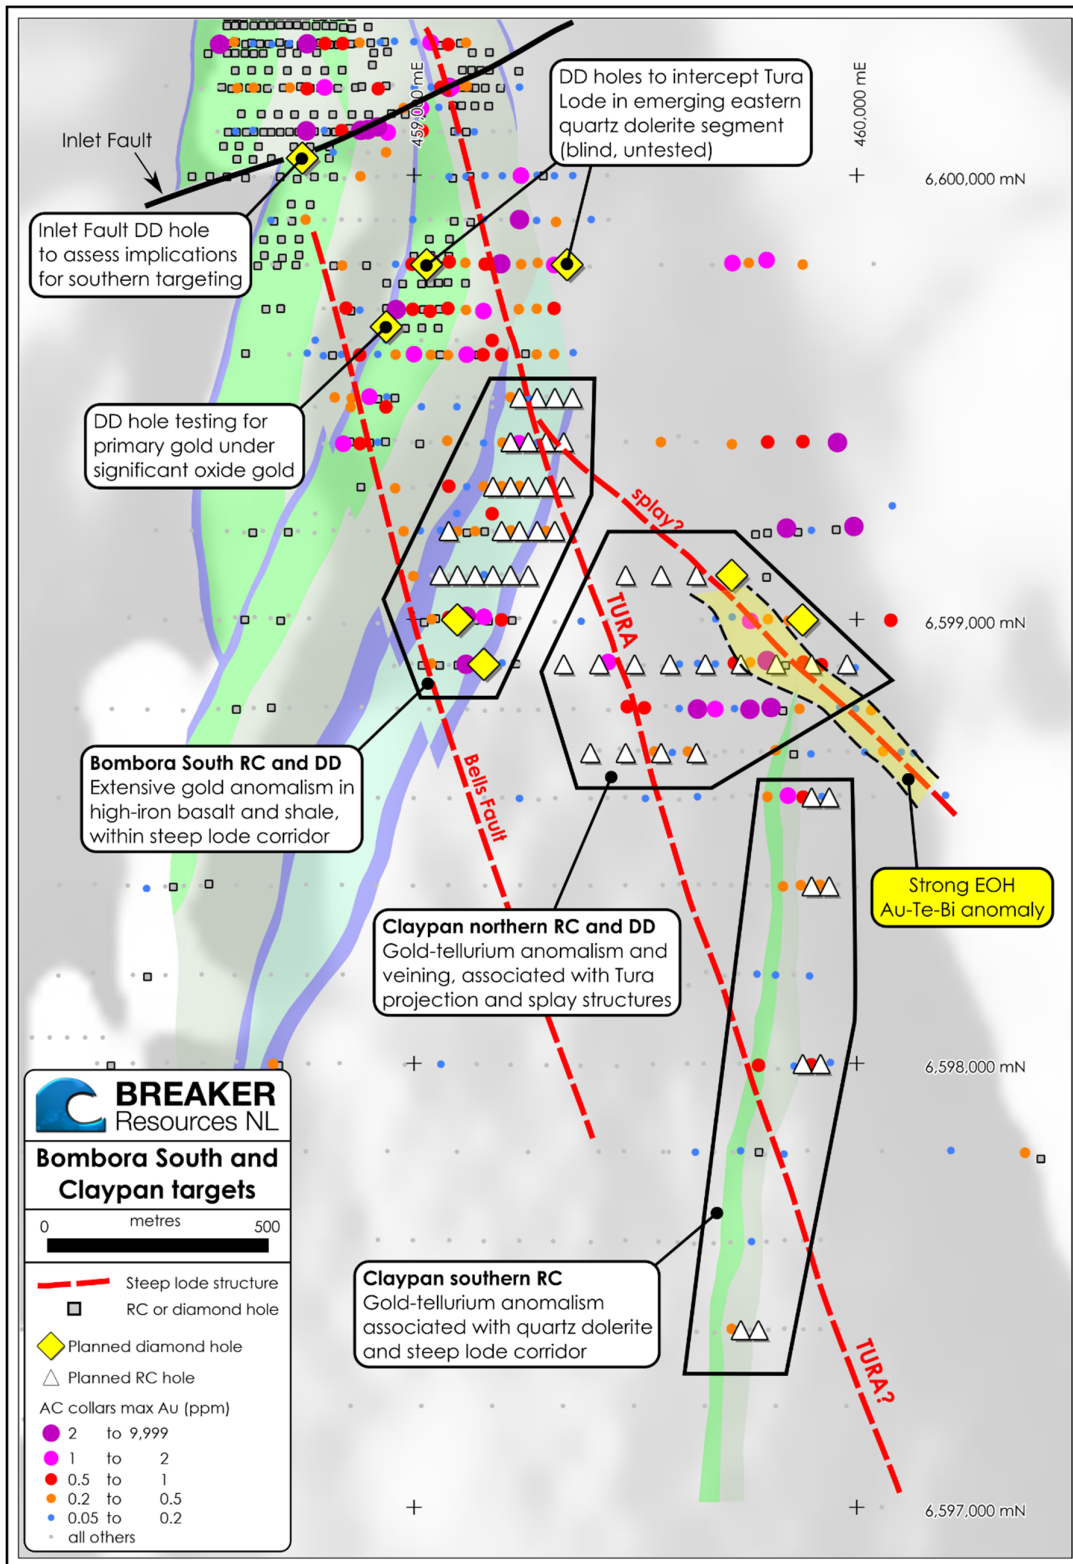 459,000 mE
460,000 mE
DD holes to intercept Tura
Lode in emerging eastern
quartz dolerite segment
(blind, untested)
Inlet Fault
6,600,000 mN
Inlet Fault DD hole
to assess implications
for southern targeting
DD hole testing for
primary gold under
significant oxide gold
splay?
TURA
6,599,000 mN
Bombora South RC and DD
Extensive gold anomalism in
high-iron basalt and shale,
within steep lode corridor
Bells Fault
Strong EOH
Au-Te-Bi anomaly
Claypan northern RC and DD
Gold-tellurium anomalism and
veining, associated with Tura
projection and splay structures
6,598,000 mN
BREAKER
Resources NL
Bombora South and
Claypan targets
metres
0 500
Steep lode structure
RC or diamond hole
Planned diamond hole
Planned RC hole
AC collars max Au (ppm)
2 to 9,999
1 to 2
0.5 to 1
0.2 to 0.5
0.05 to 0.2
all others
Claypan southern RC
Gold-tellurium anomalism
associated with quartz dolerite
and steep lode corridor
TURA?
6,597,000 mN